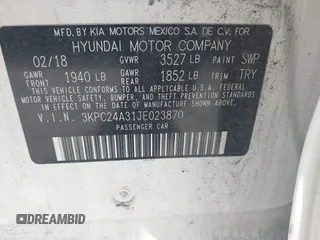 MFD. BY KIA MOTORS MEXICO S.A DE C.V. FOR
HYUNDAI MOTOR COMPANY
02/18 GVWR 3527 LB PAINT SWP
GAWR FRT 1940 LB GAWR RR 1852 LB TRIM TRY
THIS VEHICLE CONFORMS TO ALL APPLICABLE U.S.A. FEDERAL MOTOR VEHICLE SAFETY, BUMPER, AND THEFT PREVENTION STANDARDS IN EFFECT ON THE DATE OF MANUFACTURE SHOWN ABOVE.
V.I.N. 3KPC24A31JE023870
PASSENGER CAR
DREAMBID